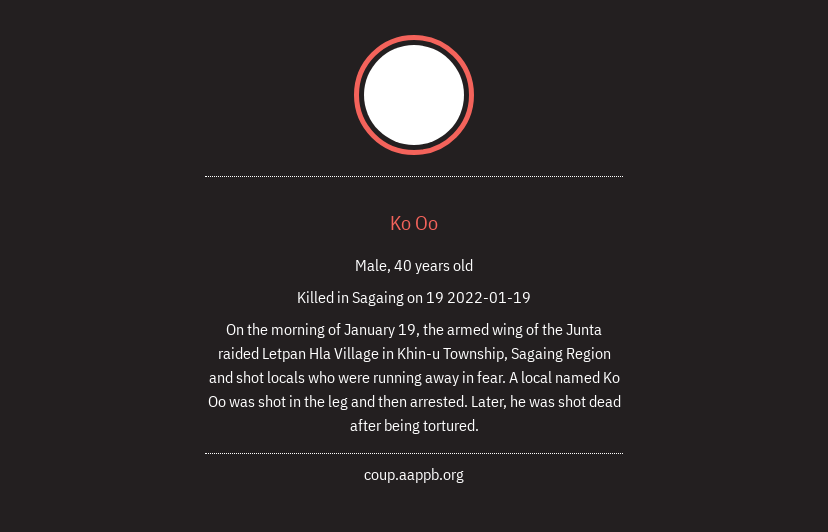 Ko Oo
Male, 40 years old
Killed in Sagaing on 19 2022-01-19
On the morning of January 19, the armed wing of the Junta
raided Letpan Hla Village in Khin-u Township, Sagaing Region
and shot locals who were running away in fear. A local named Ko
Oo was shot in the leg and then arrested. Later, he was shot dead
after being tortured.
coup.aappb.org